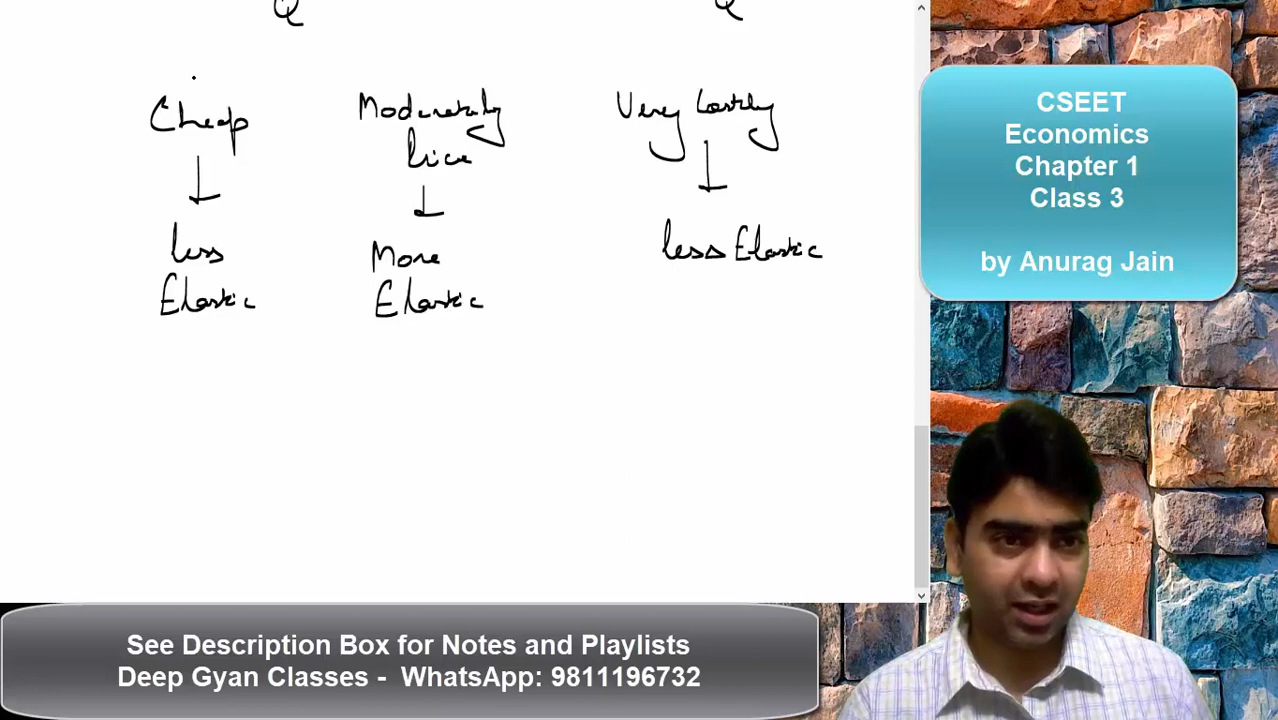 Q Q
Cheap Moderately Very Costly
Price
less Elastic
less More
Elastic Elastic
CSEET
Economics
Chapter 1
Class 3
by Anurag Jain
See Description Box for Notes and Playlists
Deep Gyan Classes - WhatsApp: 9811196732